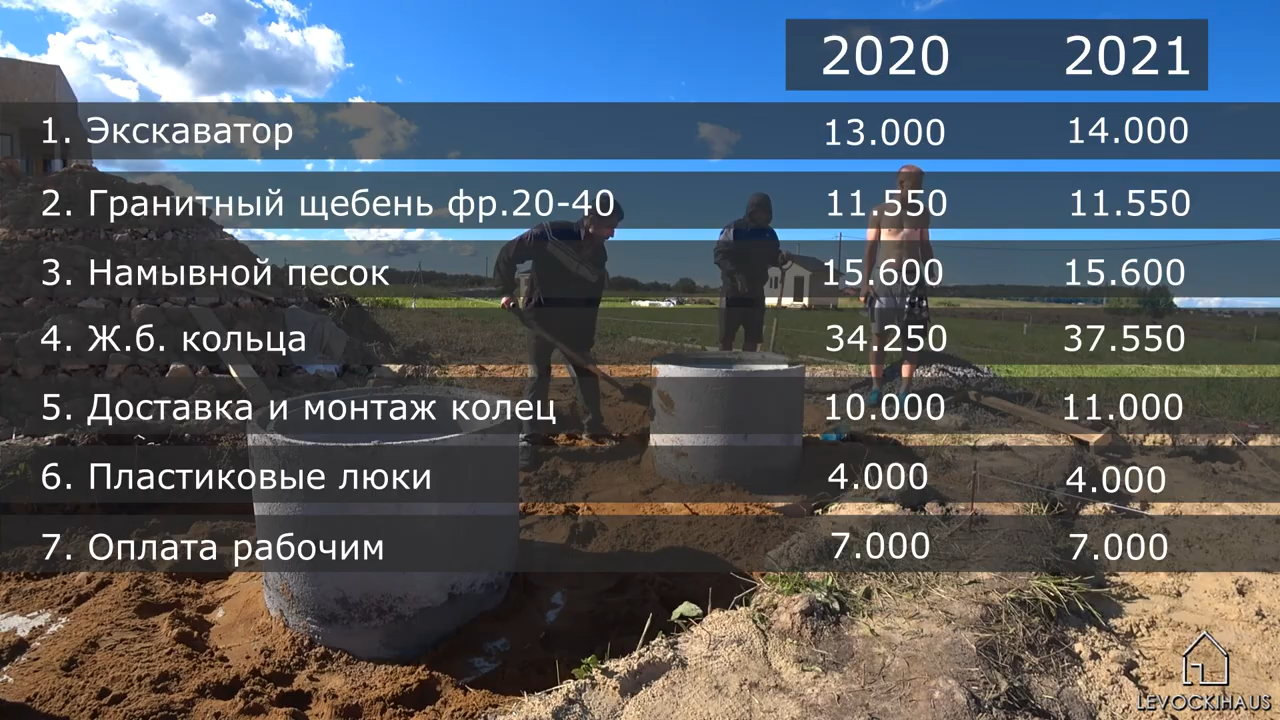 2020 2021
1. Экскаватор 13.000 14.000
2. Гранитный щебень фр.20-40 11.550 11.550
3. Намывной песок 15.600 15.600
4. Ж.б. кольца 34.250 37.550
5. Доставка и монтаж колец 10.000 11.000
6. Пластиковые люки 4.000 4.000
7. Оплата рабочим 7.000 7.000
LEVOCKIHAUS